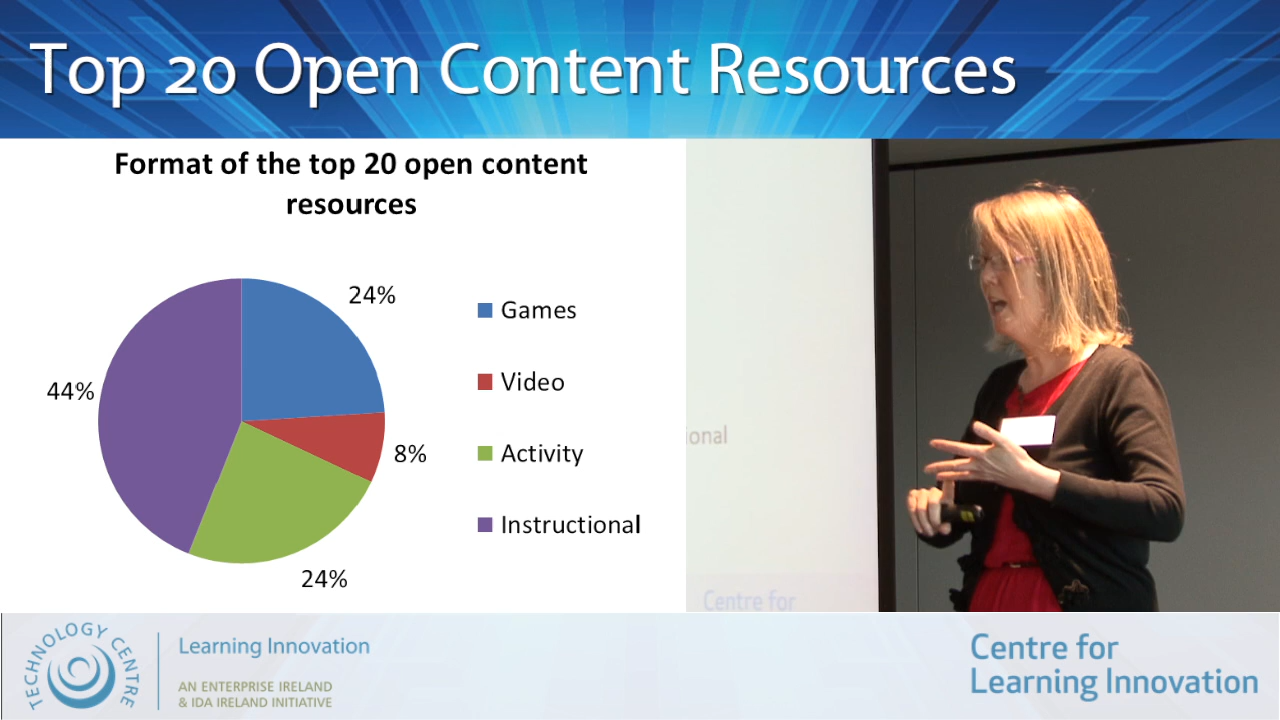 Top 20 Open Content Resources
Format of the top 20 open content
resources
24%
Games
Video
44%
8%
Activity
Instructional
24%
ional
Centre for
TECHNOLOGY CENTRE
Learning Innovation
AN ENTERPRISE IRELAND
& IDA IRELAND INITIATIVE
Centre for
Learning Innovation